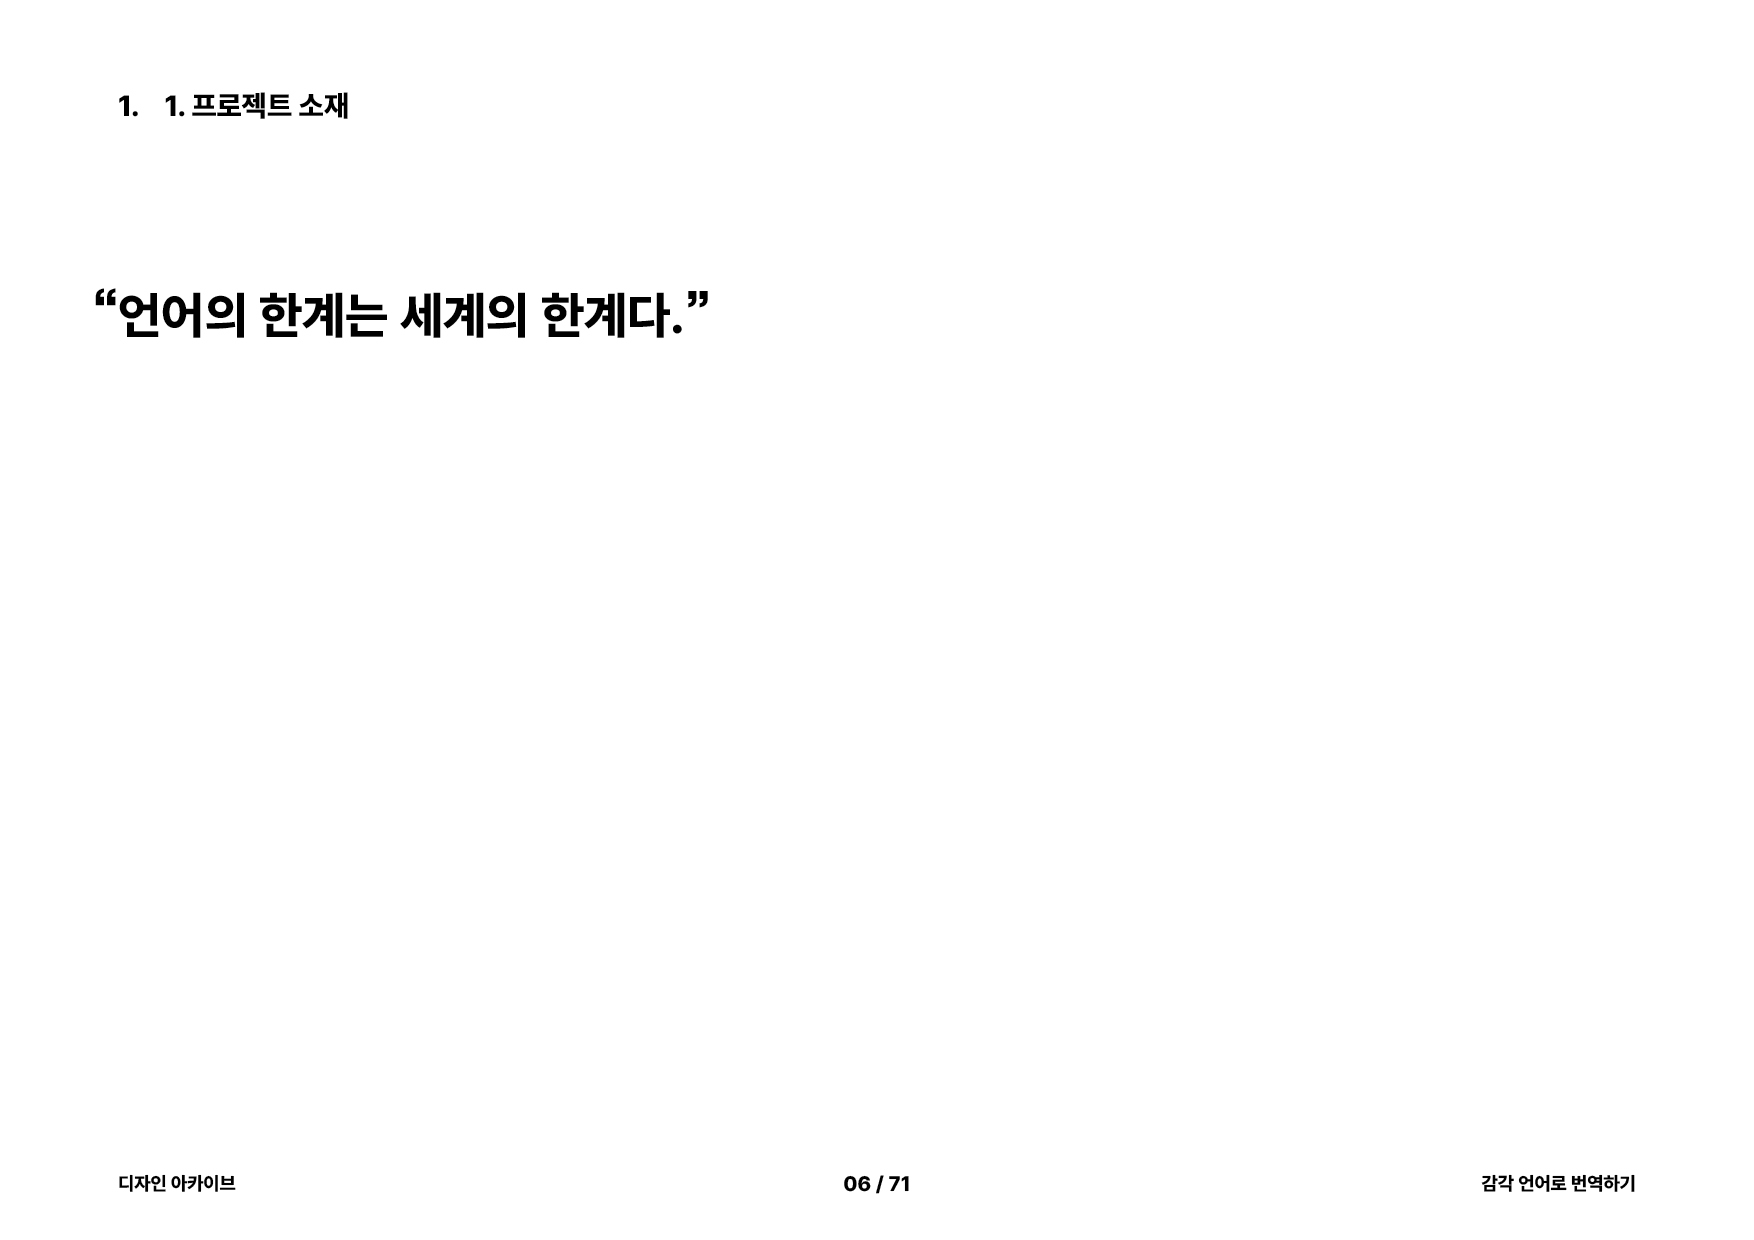 1. 1. 프로젝트 소재
“언어의 한계는 세계의 한계다.”
디자인 아카이브
06 / 71
감각 언어로 번역하기